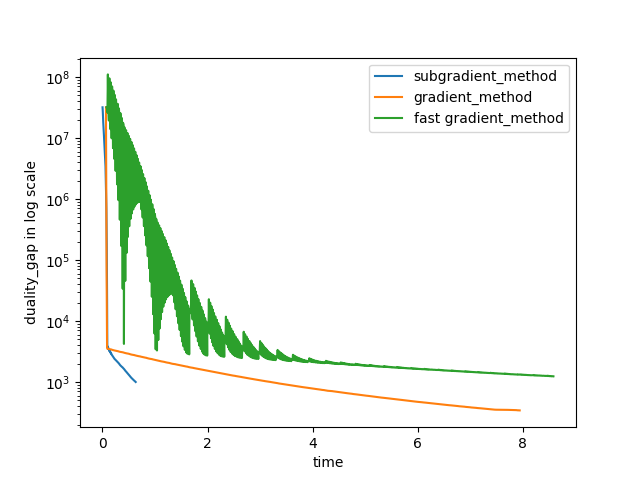 subgradient_method
gradient_method
fast gradient_method
duality_gap in log scale
10^8
10^7
10^6
10^5
10^4
10^3
0 2 4 6 8
time